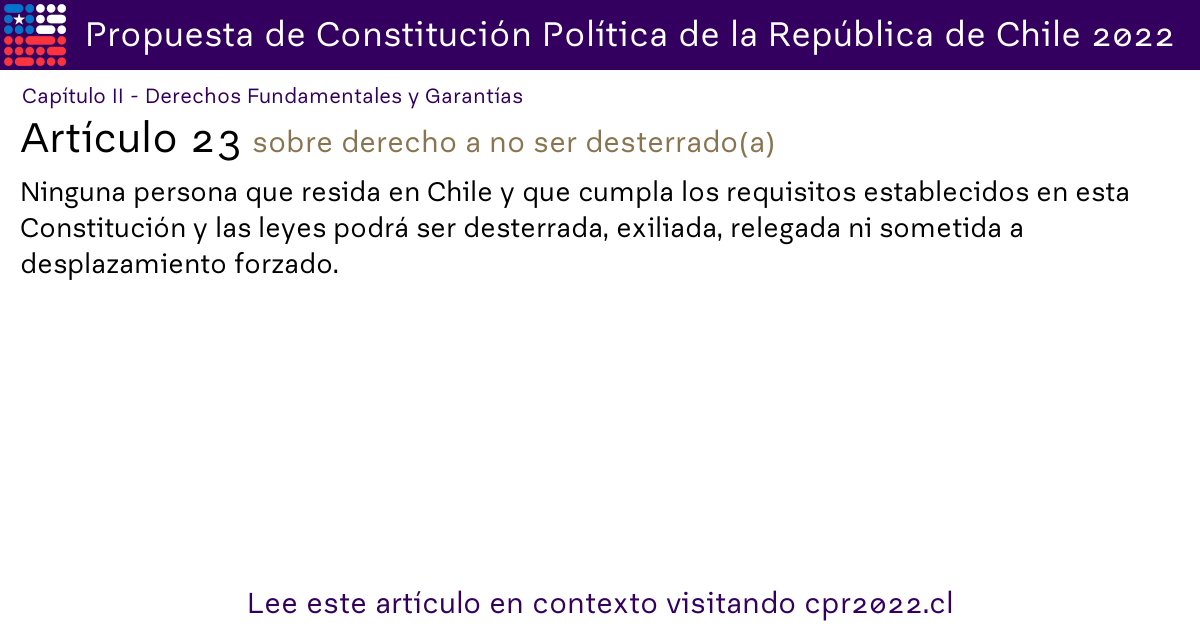 Propuesta de Constitución Política de la República de Chile 2022
Capítulo II - Derechos Fundamentales y Garantías
Artículo 23 sobre derecho a no ser desterrado(a)
Ninguna persona que resida en Chile y que cumpla los requisitos establecidos en esta
Constitución y las leyes podrá ser desterrada, exiliada, relegada ni sometida a
desplazamiento forzado.
Lee este artículo en contexto visitando cpr2022.cl